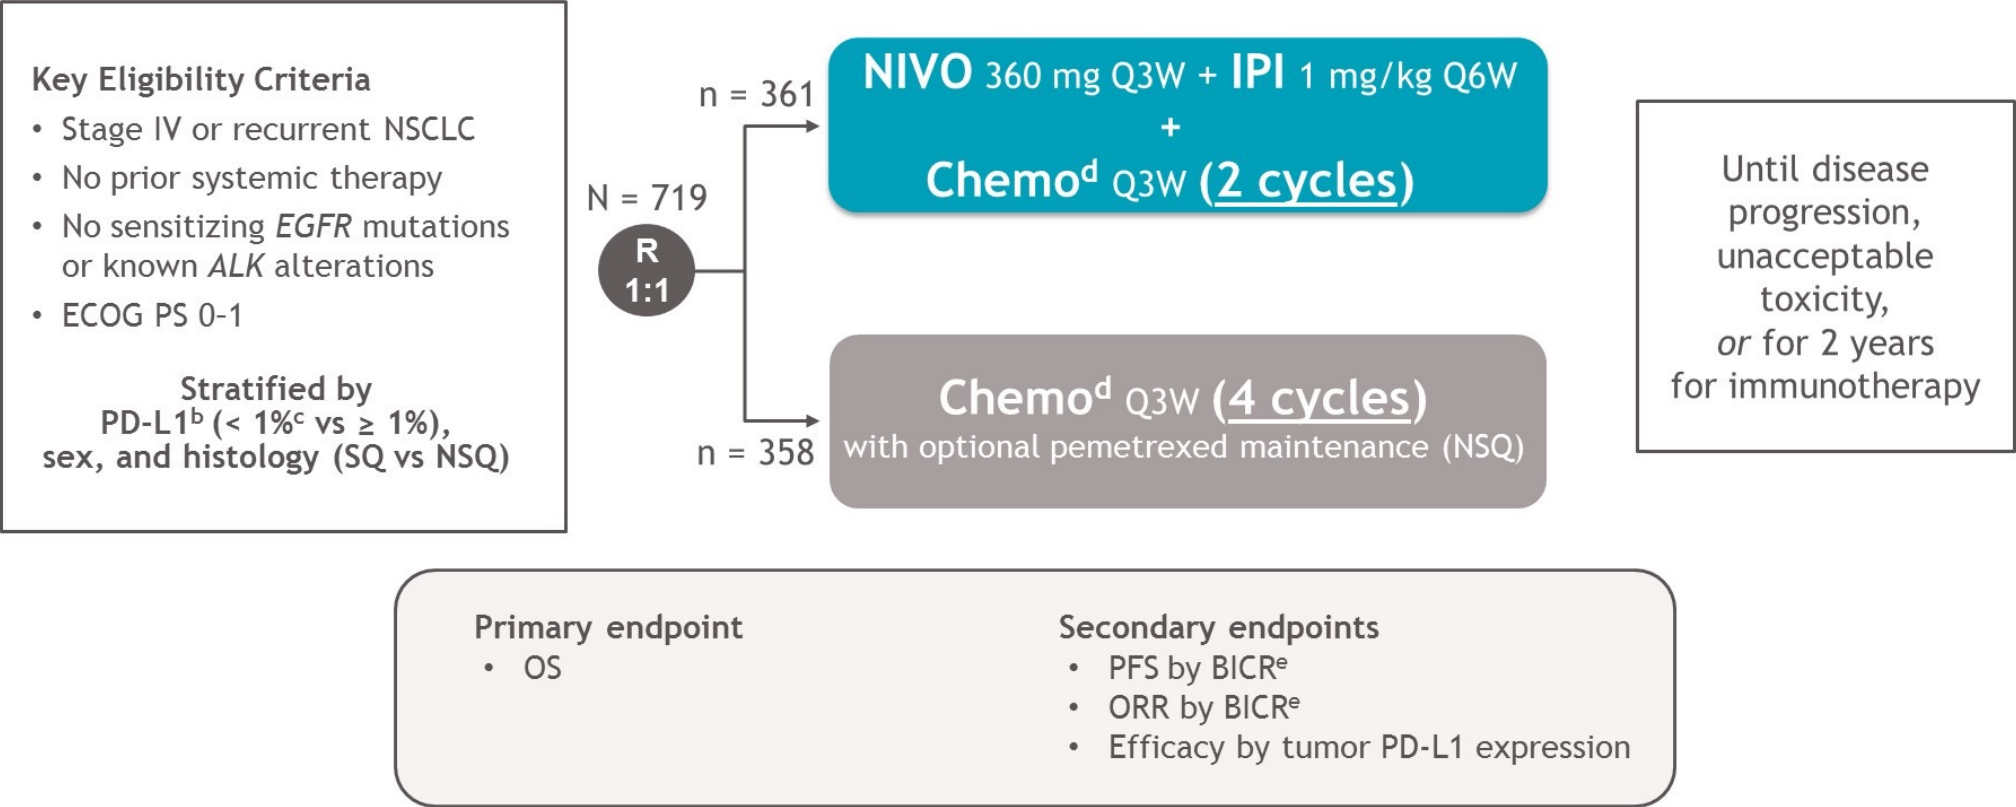 Key Eligibility Criteria
• Stage IV or recurrent NSCLC
• No prior systemic therapy
• No sensitizing EGFR mutations
or known ALK alterations
• ECOG PS 0–1
Stratified by
PD-L1ᵇ (< 1%ᶜ vs ≥ 1%),
sex, and histology (SQ vs NSQ)
N = 719
R
1:1
n = 361
NIVO 360 mg Q3W + IPI 1 mg/kg Q6W
+
Chemoᵈ Q3W (2 cycles)
n = 358
Chemoᵈ Q3W (4 cycles)
with optional pemetrexed maintenance (NSQ)
Until disease
progression,
unacceptable
toxicity,
or for 2 years
for immunotherapy
Primary endpoint
• OS
Secondary endpoints
• PFS by BICRᵉ
• ORR by BICRᵉ
• Efficacy by tumor PD-L1 expression